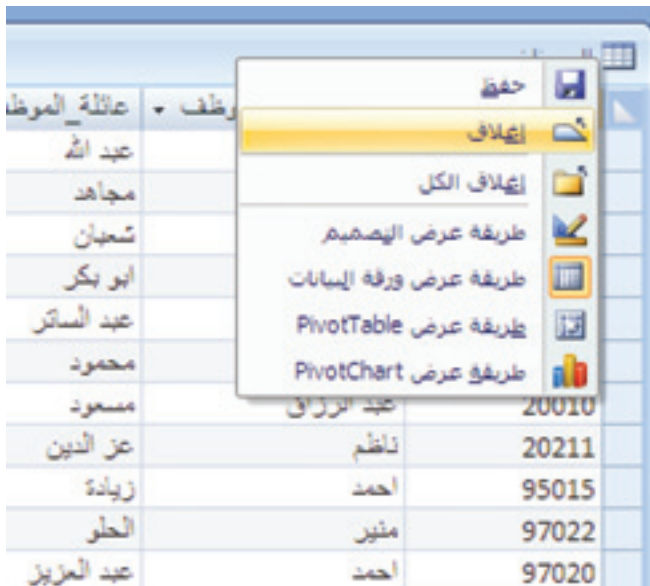 وظف عائلة_الموظ
حفظ
إغلاق
إغلاق الكل
طريقة عرض التصميم
طريقة عرض ورقة البيانات
طريقة عرض PivotTable
طريقة عرض PivotChart
عبد الله
مجاهد
شعبان
ابو بكر
عبد الساتر
محمود
20010 عبد الرزاق مسعود
20211 ناظم عز الدين
95015 احمد زيادة
97022 منير الحلو
97020 احمد عبد العزيز